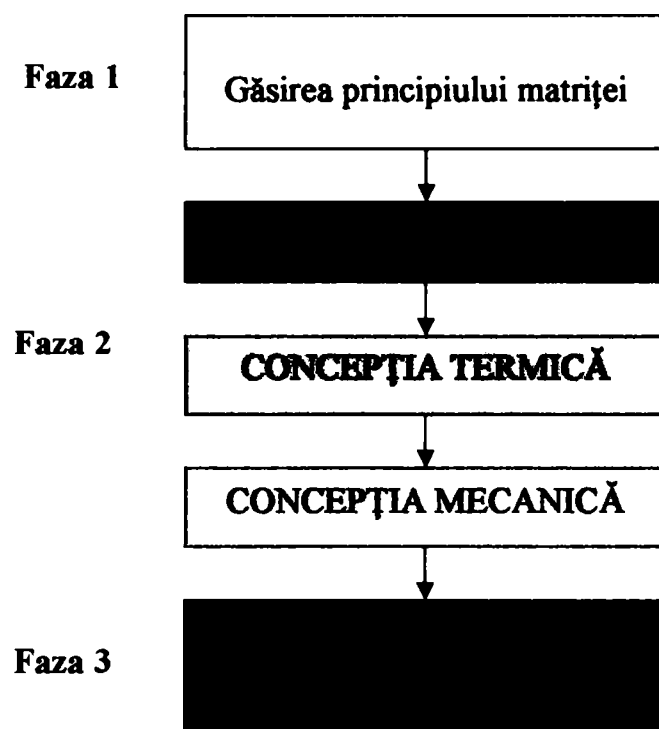 Faza 1
Găsirea principiului matriței
Faza 2
CONCEPȚIA TERMICĂ
CONCEPȚIA MECANICĂ
Faza 3